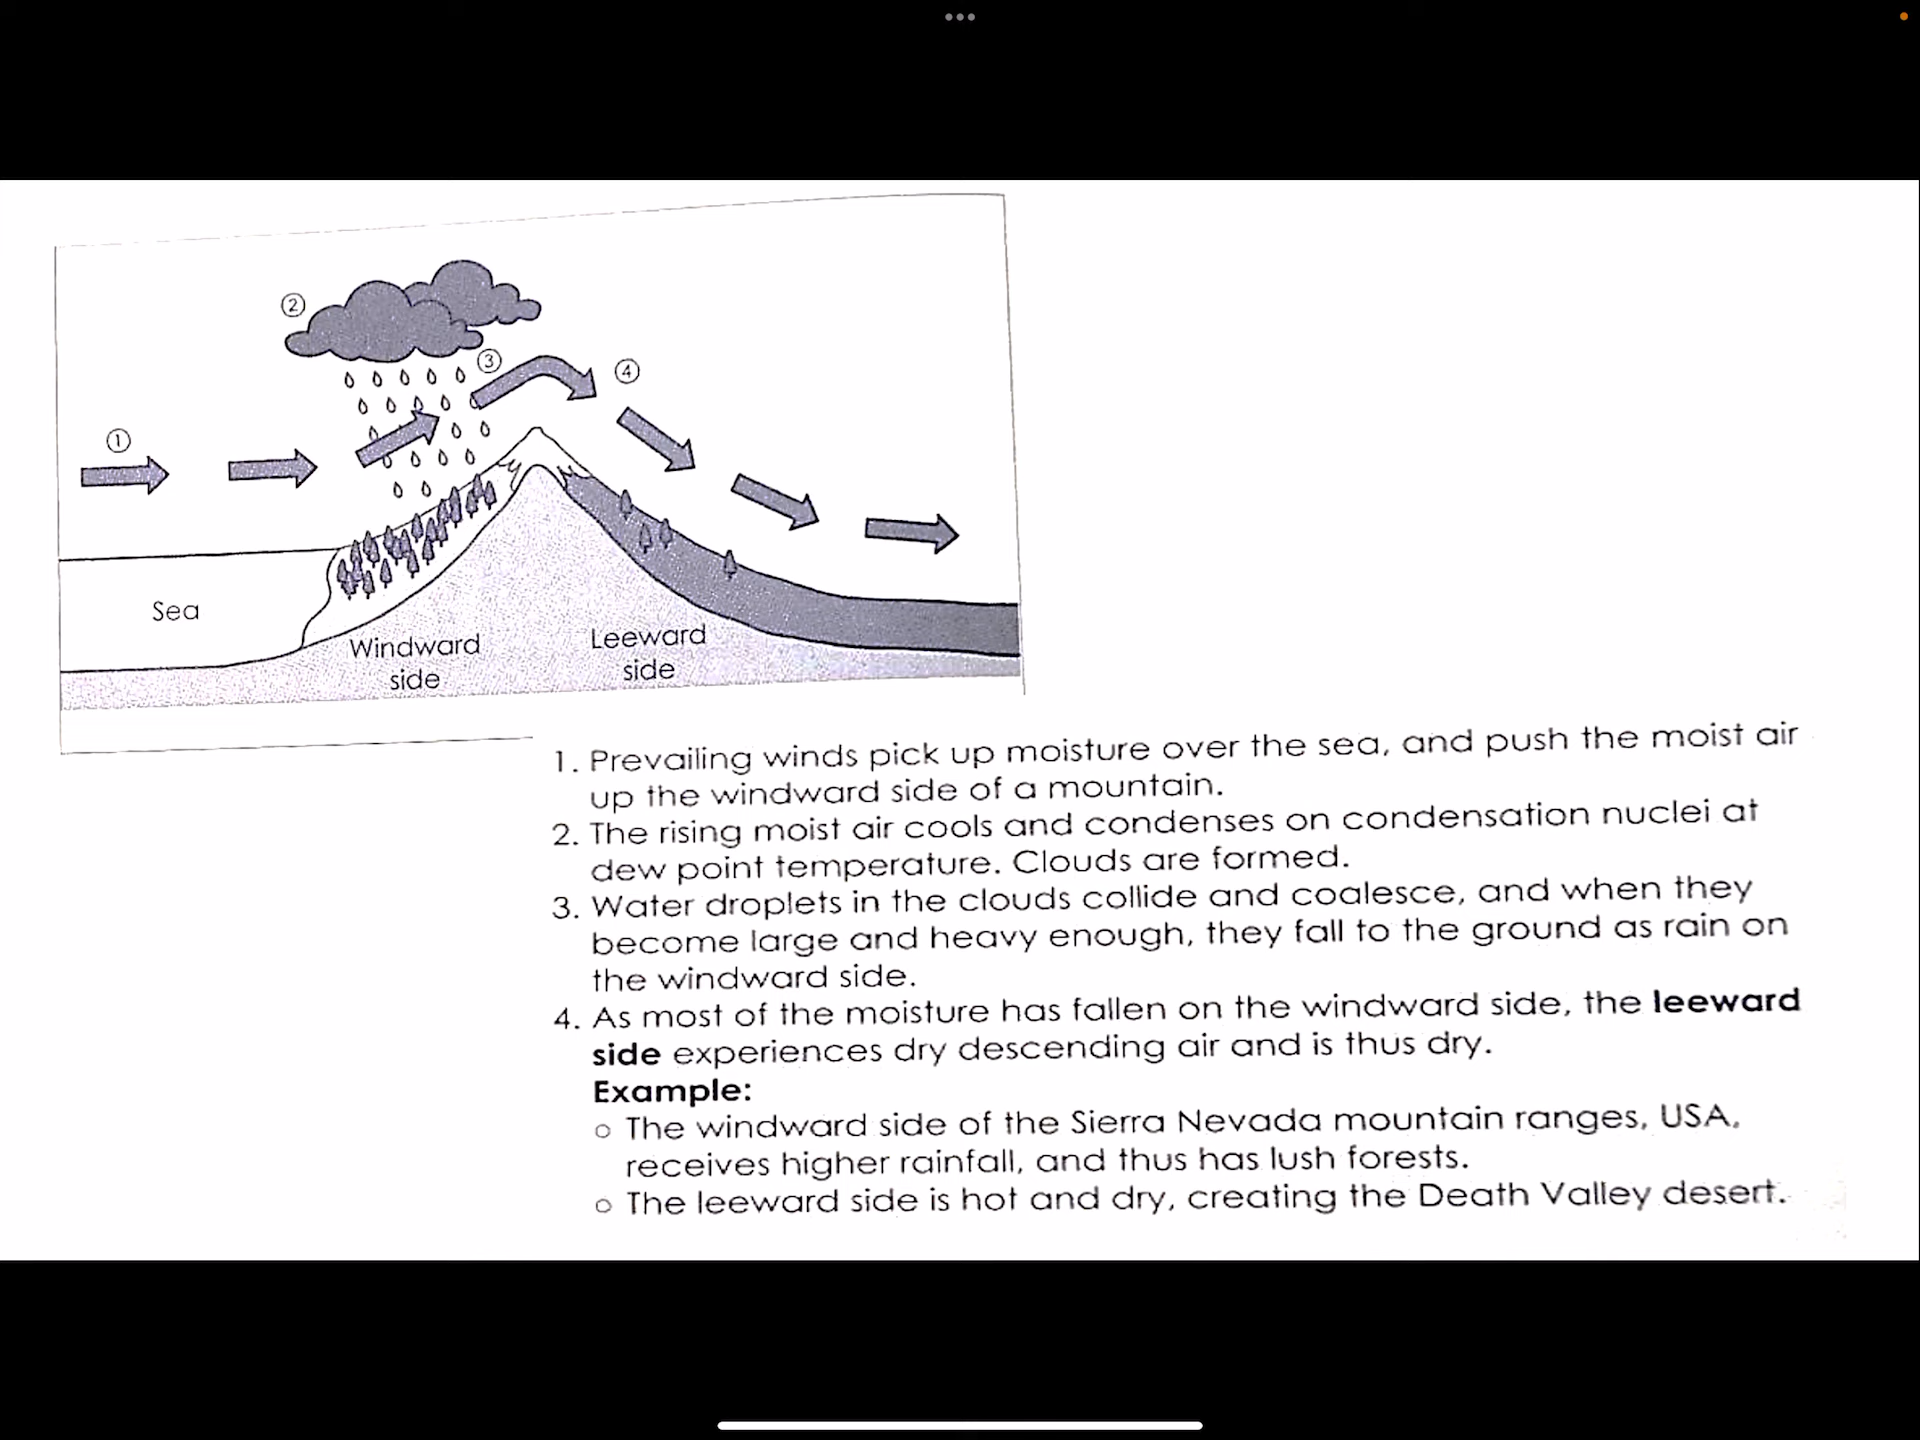 ②
③
④
①
Sea
Windward
side
Leeward
side
1. Prevailing winds pick up moisture over the sea, and push the moist air
up the windward side of a mountain.
2. The rising moist air cools and condenses on condensation nuclei at
dew point temperature. Clouds are formed.
3. Water droplets in the clouds collide and coalesce, and when they
become large and heavy enough, they fall to the ground as rain on
the windward side.
4. As most of the moisture has fallen on the windward side, the leeward
side experiences dry descending air and is thus dry.
Example:
○ The windward side of the Sierra Nevada mountain ranges, USA,
receives higher rainfall, and thus has lush forests.
○ The leeward side is hot and dry, creating the Death Valley desert.